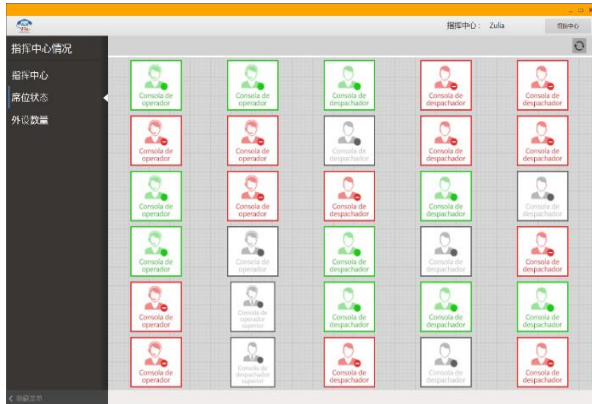 指挥中心： Zulia
指挥中心
指挥中心情况
指挥中心
席位状态
外设数量
Consola de
operador
Consola de
operador
Consola de
despachador
Consola de
despachador
Consola de
despachador
Consola de
operador
Consola de
operador
Consola de
despachador
Consola de
despachador
Consola de
despachador
Consola de
operador
Consola de
operador
Consola de
despachador
Consola de
despachador
Consola de
despachador
Consola de
operador
Consola de
operador
Consola de
despachador
Consola de
despachador
Consola de
despachador
Consola de
operador
Consola de
operador
superior
Consola de
despachador
Consola de
despachador
Consola de
despachador
Consola de
operador
Consola de
despachador
superior
Consola de
despachador
Consola de
despachador
Consola de
despachador